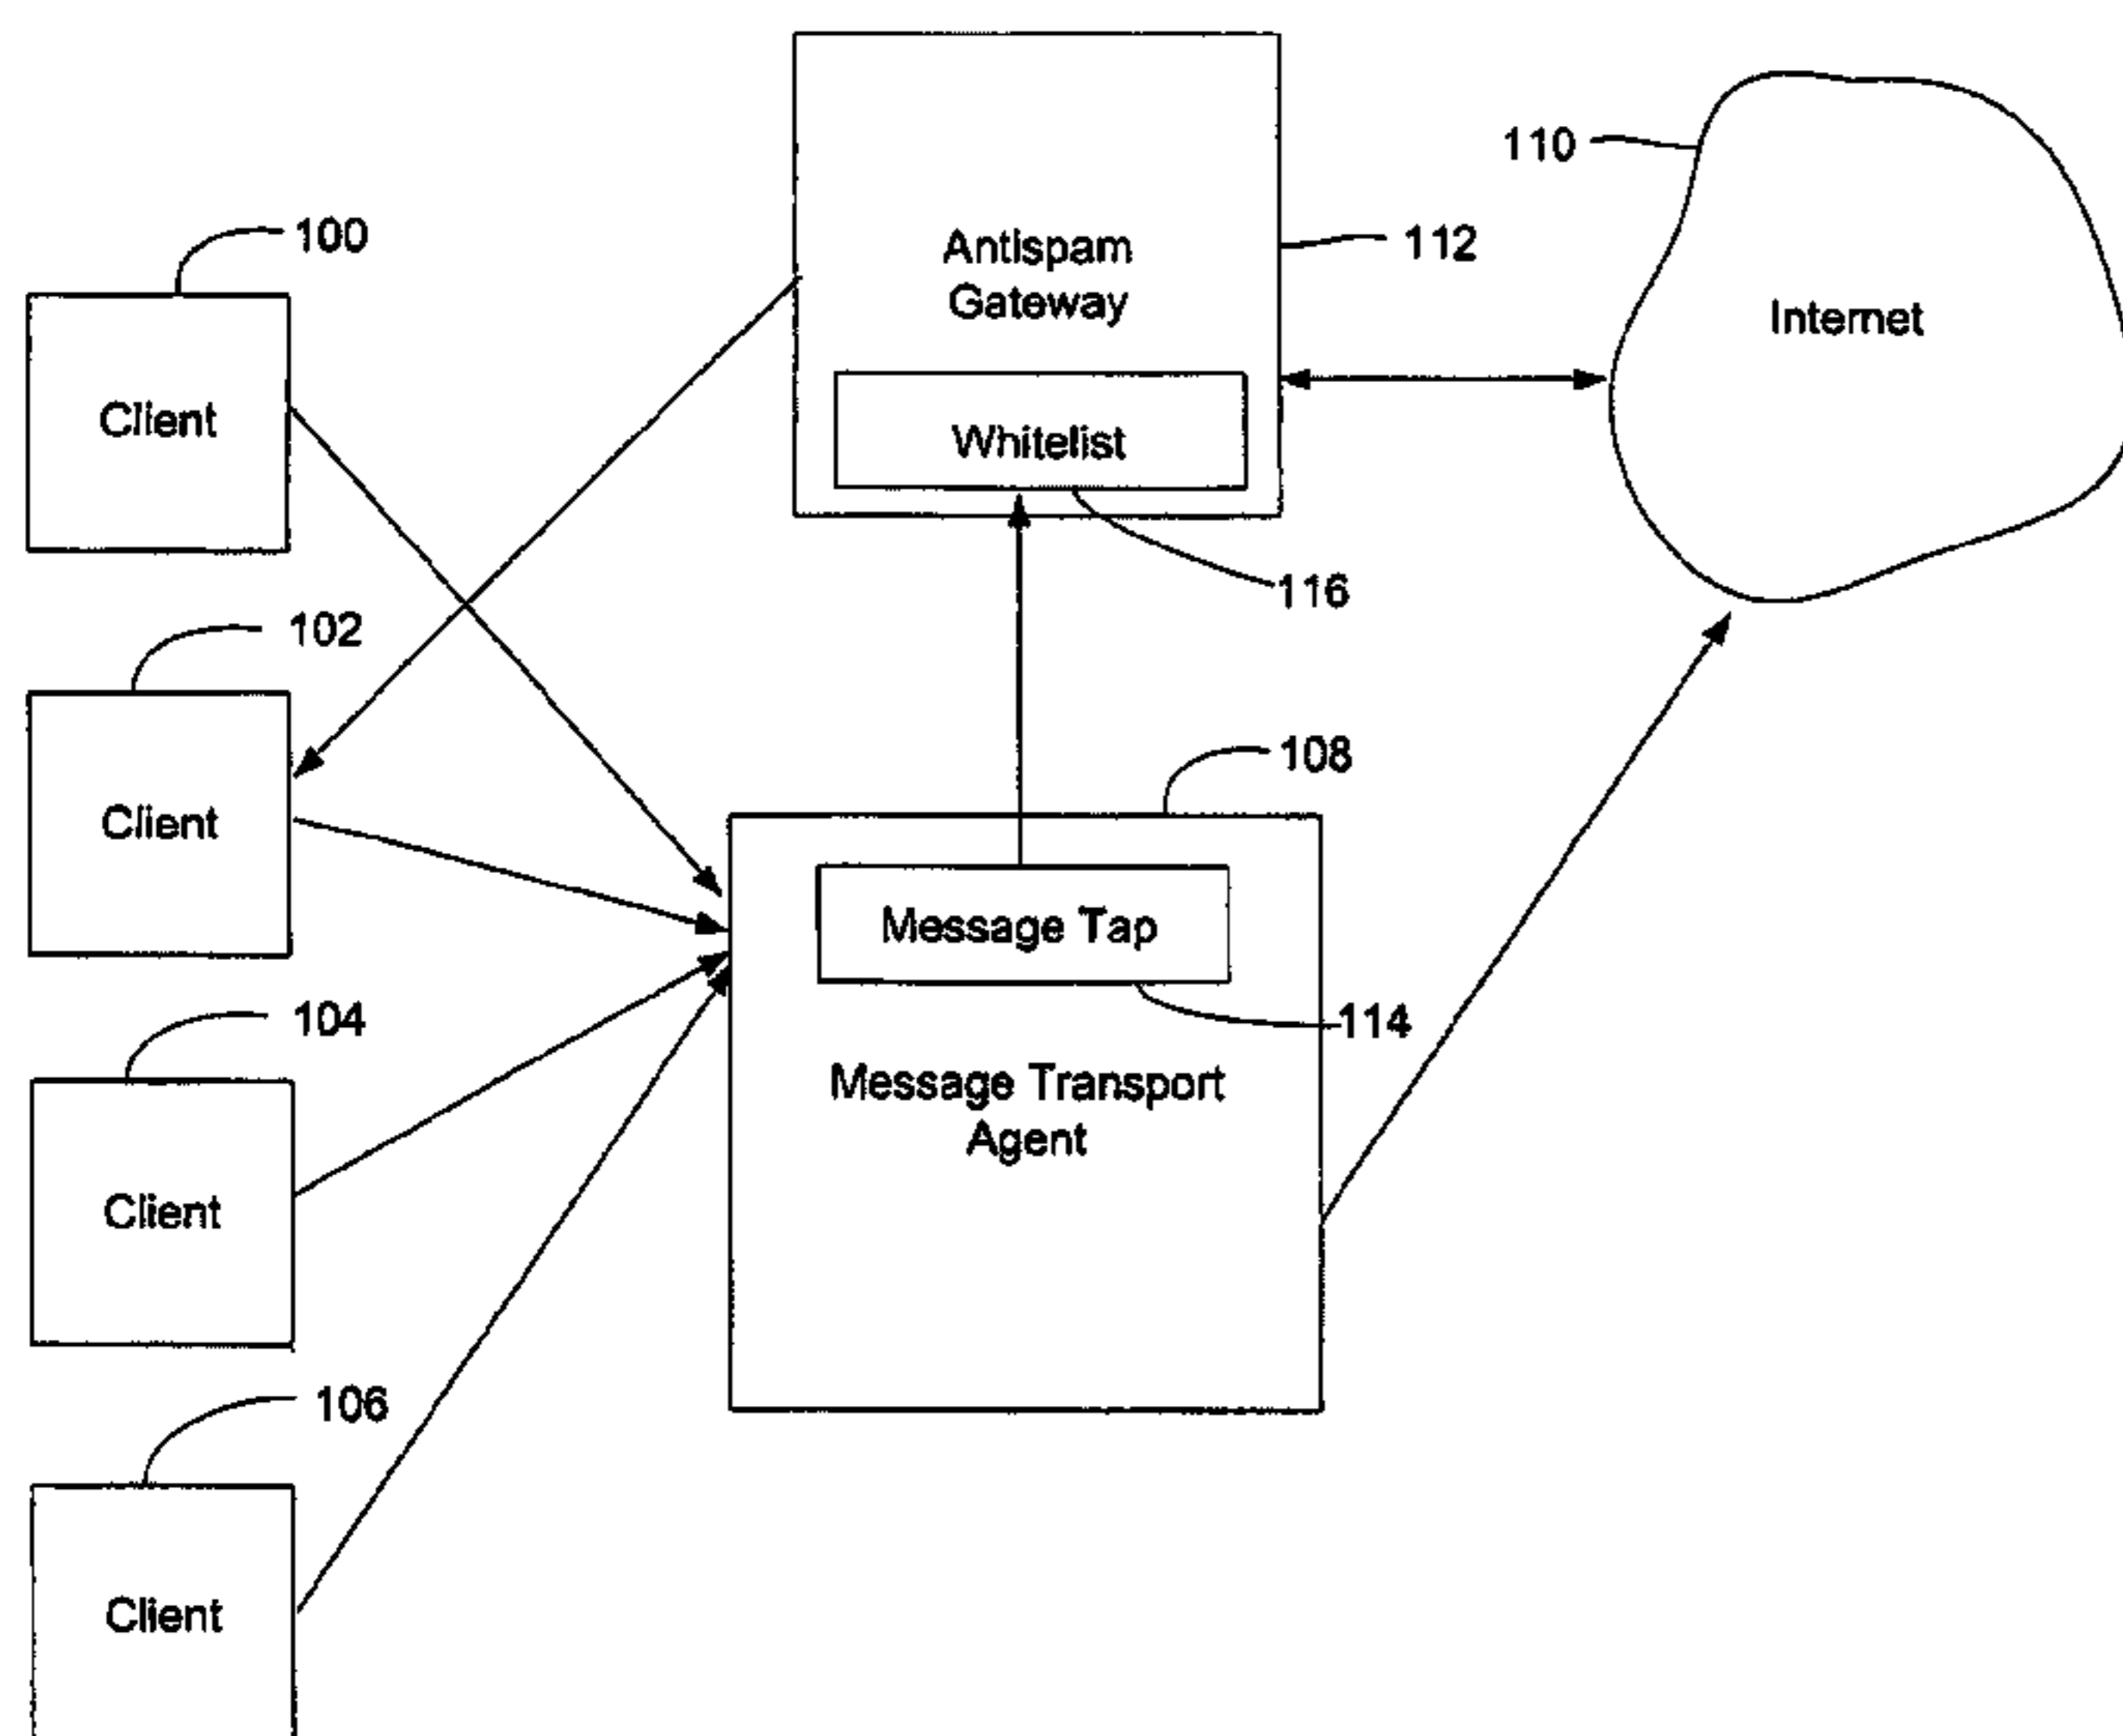 110
100
112
Antispam
Gateway
Internet
Client
Whitelist
116
102
108
Client
Message Tap
104
114
Message Transport
Agent
Client
106
Client